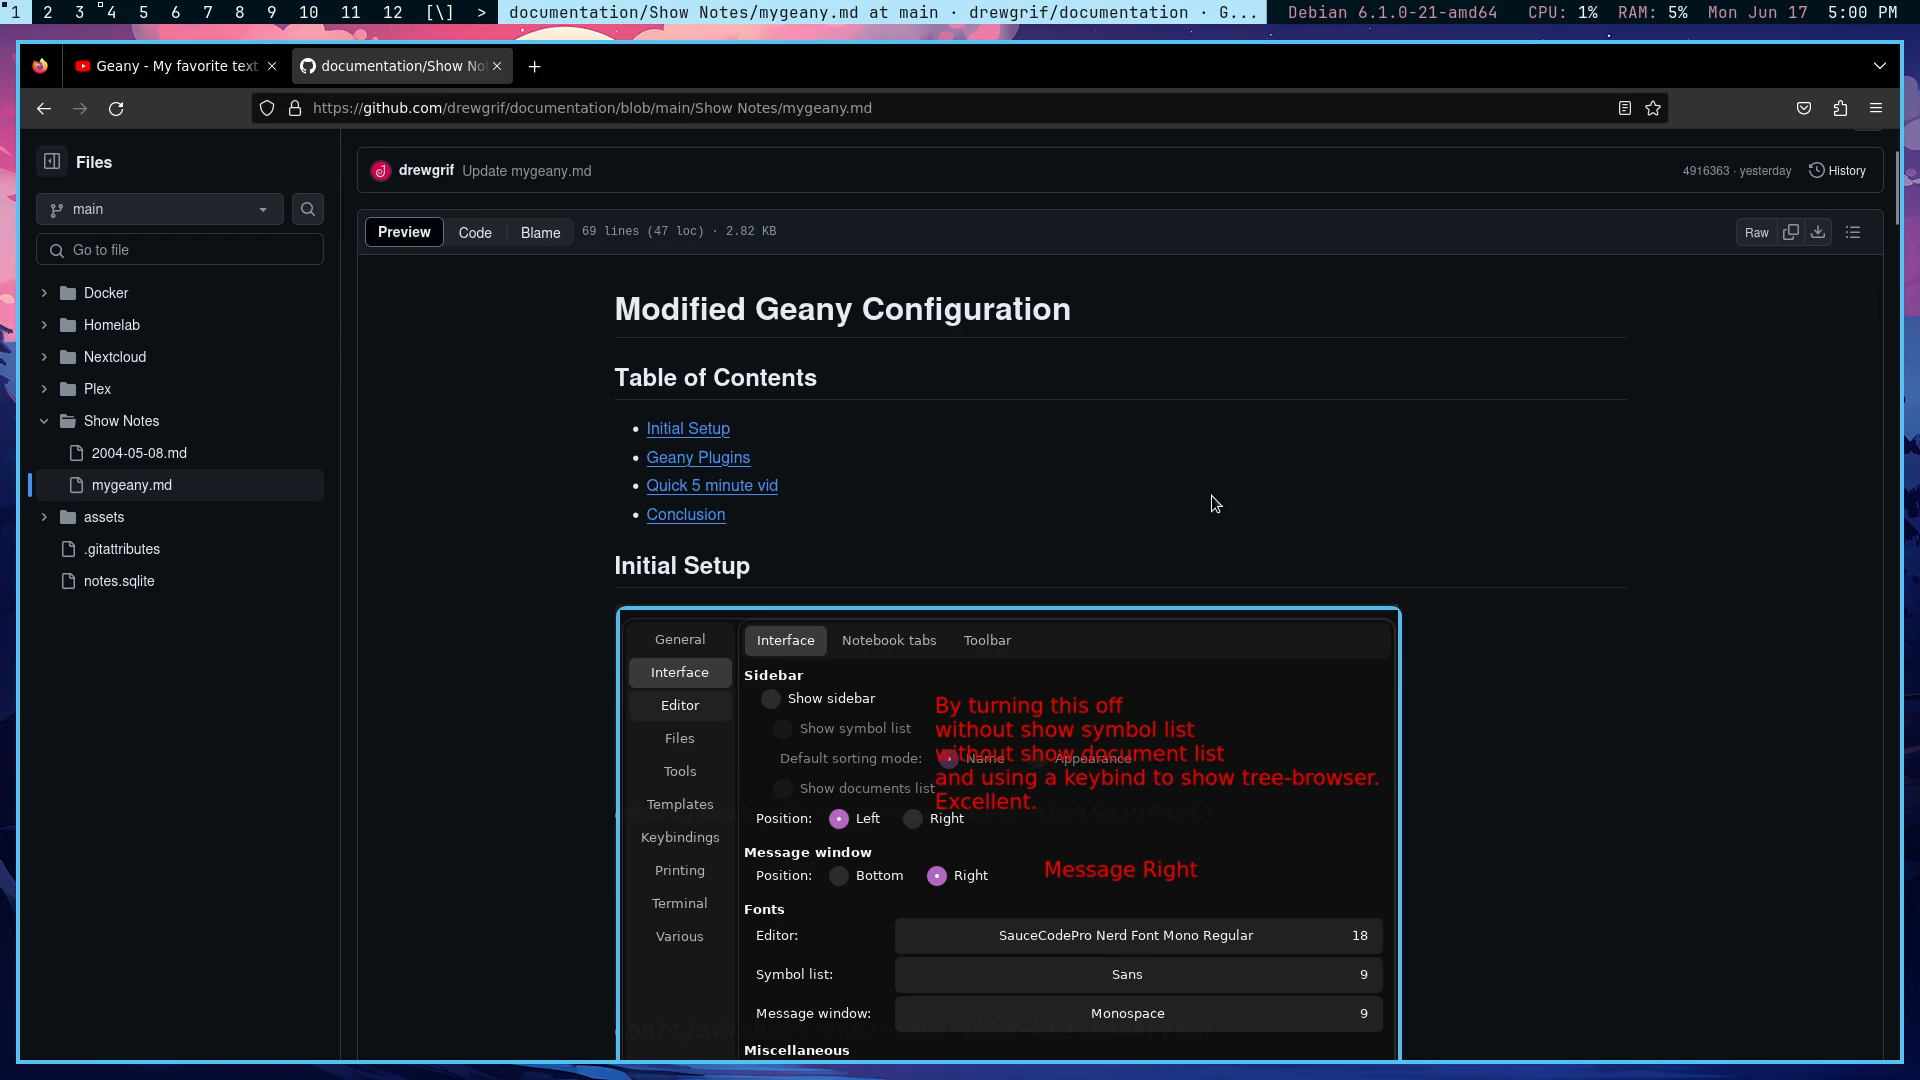 1 2 3 4 5 6 7 8 9 10 11 12 [\] > documentation/Show Notes/mygeany.md at main · drewgrif/documentation · G... Debian 6.1.0-21-amd64 CPU: 1% RAM: 5% Mon Jun 17 5:00 PM
Geany - My favorite text
documentation/Show No
https://github.com/drewgrif/documentation/blob/main/Show Notes/mygeany.md
Files
main
Go to file
Docker
Homelab
Nextcloud
Plex
Show Notes
2004-05-08.md
mygeany.md
assets
.gitattributes
notes.sqlite
drewgrif Update mygeany.md 4916363 · yesterday History
Preview Code Blame 69 lines (47 loc) · 2.82 KB Raw
Modified Geany Configuration
Table of Contents
• Initial Setup
• Geany Plugins
• Quick 5 minute vid
• Conclusion
Initial Setup
General
Interface
Editor
Files
Tools
Templates
Keybindings
Printing
Terminal
Various
Interface Notebook tabs Toolbar
Sidebar
Show sidebar
Show symbol list
Default sorting mode: Name Appearance
Show documents list
Position: Left Right
By turning this off
without show symbol list
without show document list
and using a keybind to show tree-browser.
Excellent.
Message window
Position: Bottom Right
Message Right
Fonts
Editor: SauceCodePro Nerd Font Mono Regular 18
Symbol list: Sans 9
Message window: Monospace 9
Miscellaneous